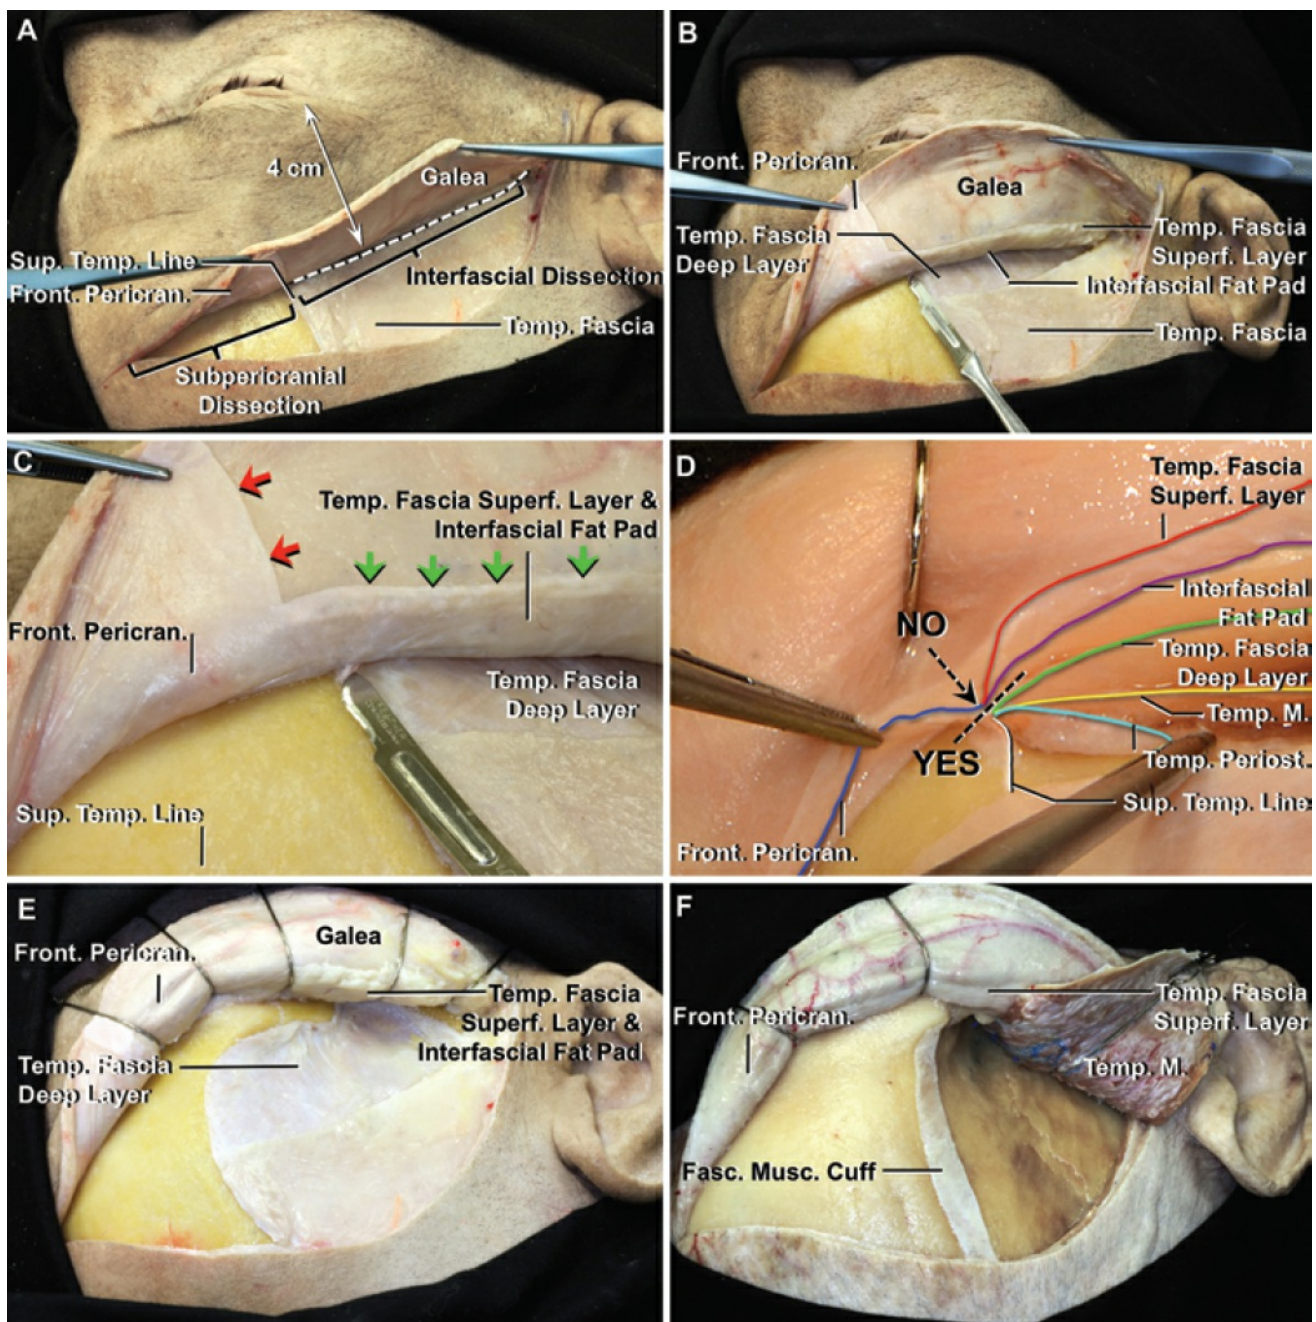 A
4 cm
Galea
Sup. Temp. Line
Front. Pericran.
Interfascial Dissection
Temp. Fascia
Subpericranial
Dissection
B
Front. Pericran.
Galea
Temp. Fascia
Deep Layer
Temp. Fascia
Superf. Layer
Interfascial Fat Pad
Temp. Fascia
C
Temp. Fascia Superf. Layer &
Interfascial Fat Pad
Front. Pericran.
Temp. Fascia
Deep Layer
Sup. Temp. Line
D
Temp. Fascia
Superf. Layer
Interfascial
Fat Pad
NO
Temp. Fascia
Deep Layer
Temp. M.
YES
Temp. Periost.
Sup. Temp. Line
Front. Pericran.
E
Galea
Front. Pericran.
Temp. Fascia
Superf. Layer &
Interfascial Fat Pad
Temp. Fascia
Deep Layer
F
Front. Pericran.
Temp. Fascia
Superf. Layer
Temp. M.
Fasc. Musc. Cuff